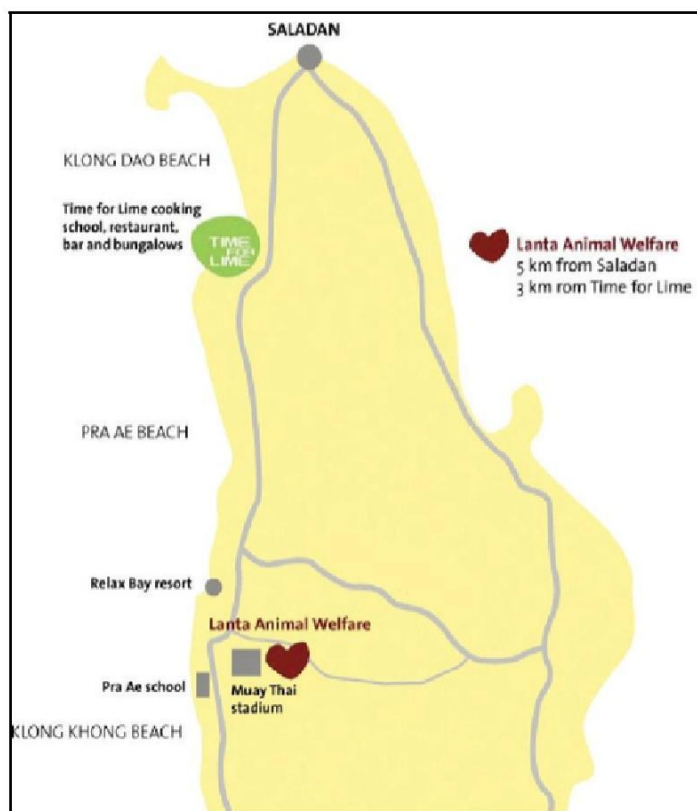 SALADAN
KLONG DAO BEACH
Time for Lime cooking
school, restaurant,
bar and bungalows
TIME
FOR
LIME
Lanta Animal Welfare
5 km from Saladan
3 km rom Time for Lime
PRA AE BEACH
Relax Bay resort
Lanta Animal Welfare
Pra Ae school
Muay Thai
stadium
KLONG KHONG BEACH